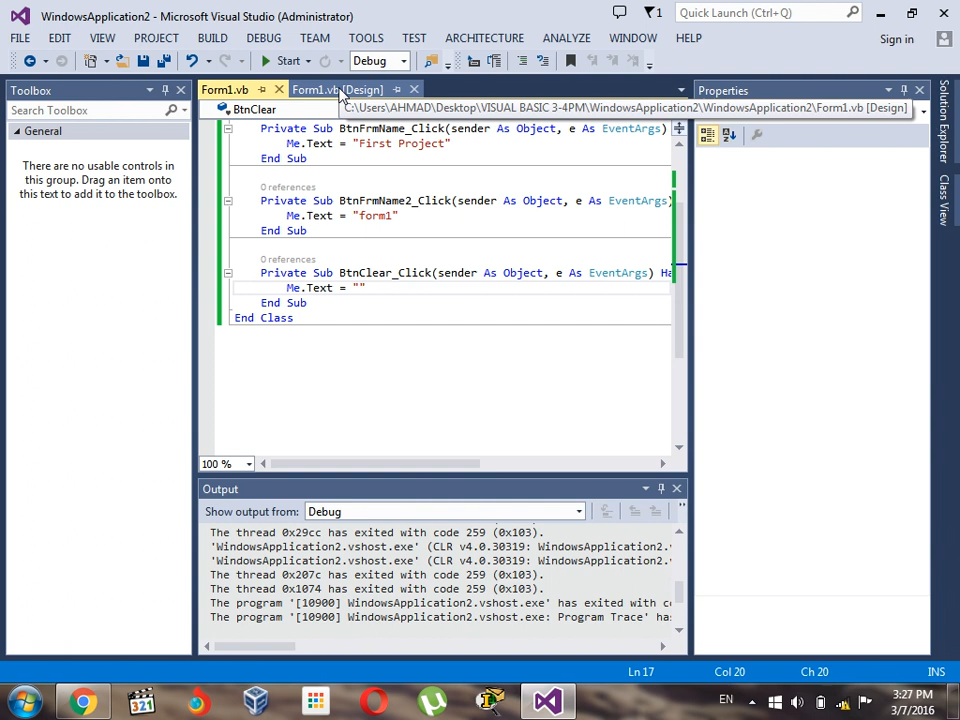 WindowsApplication2 - Microsoft Visual Studio (Administrator)
1
Quick Launch (Ctrl+Q)
FILE EDIT VIEW PROJECT BUILD DEBUG TEAM TOOLS TEST ARCHITECTURE ANALYZE WINDOW HELP
Sign in
Start
Debug
Toolbox
Search Toolbox
General
There are no usable controls in
this group. Drag an item onto
this text to add it to the toolbox.
Form1.vb
Form1.vb [Design]
C:\Users\AHMAD\Desktop\VISUAL BASIC 3-4PM\WindowsApplication2\WindowsApplication2\Form1.vb [Design]
BtnClear
Private Sub BtnFrmName_Click(sender As Object, e As EventArgs)
Me.Text = "First Project"
End Sub
0 references
Private Sub BtnFrmName2_Click(sender As Object, e As EventArgs)
Me.Text = "form1"
End Sub
0 references
Private Sub BtnClear_Click(sender As Object, e As EventArgs) Ha
Me.Text = ""
End Sub
End Class
100 %
Output
Show output from:
Debug
The thread 0x29cc has exited with code 259 (0x103).
'WindowsApplication2.vshost.exe' (CLR v4.0.30319: WindowsApplication2.
'WindowsApplication2.vshost.exe' (CLR v4.0.30319: WindowsApplication2.
The thread 0x207c has exited with code 259 (0x103).
The thread 0x1074 has exited with code 259 (0x103).
The program '[10900] WindowsApplication2.vshost.exe' has exited with c
The program '[10900] WindowsApplication2.vshost.exe: Program Trace' has
Properties
Solution Explorer
Class View
Ln 17
Col 20
Ch 20
INS
321
EN
3:27 PM
3/7/2016